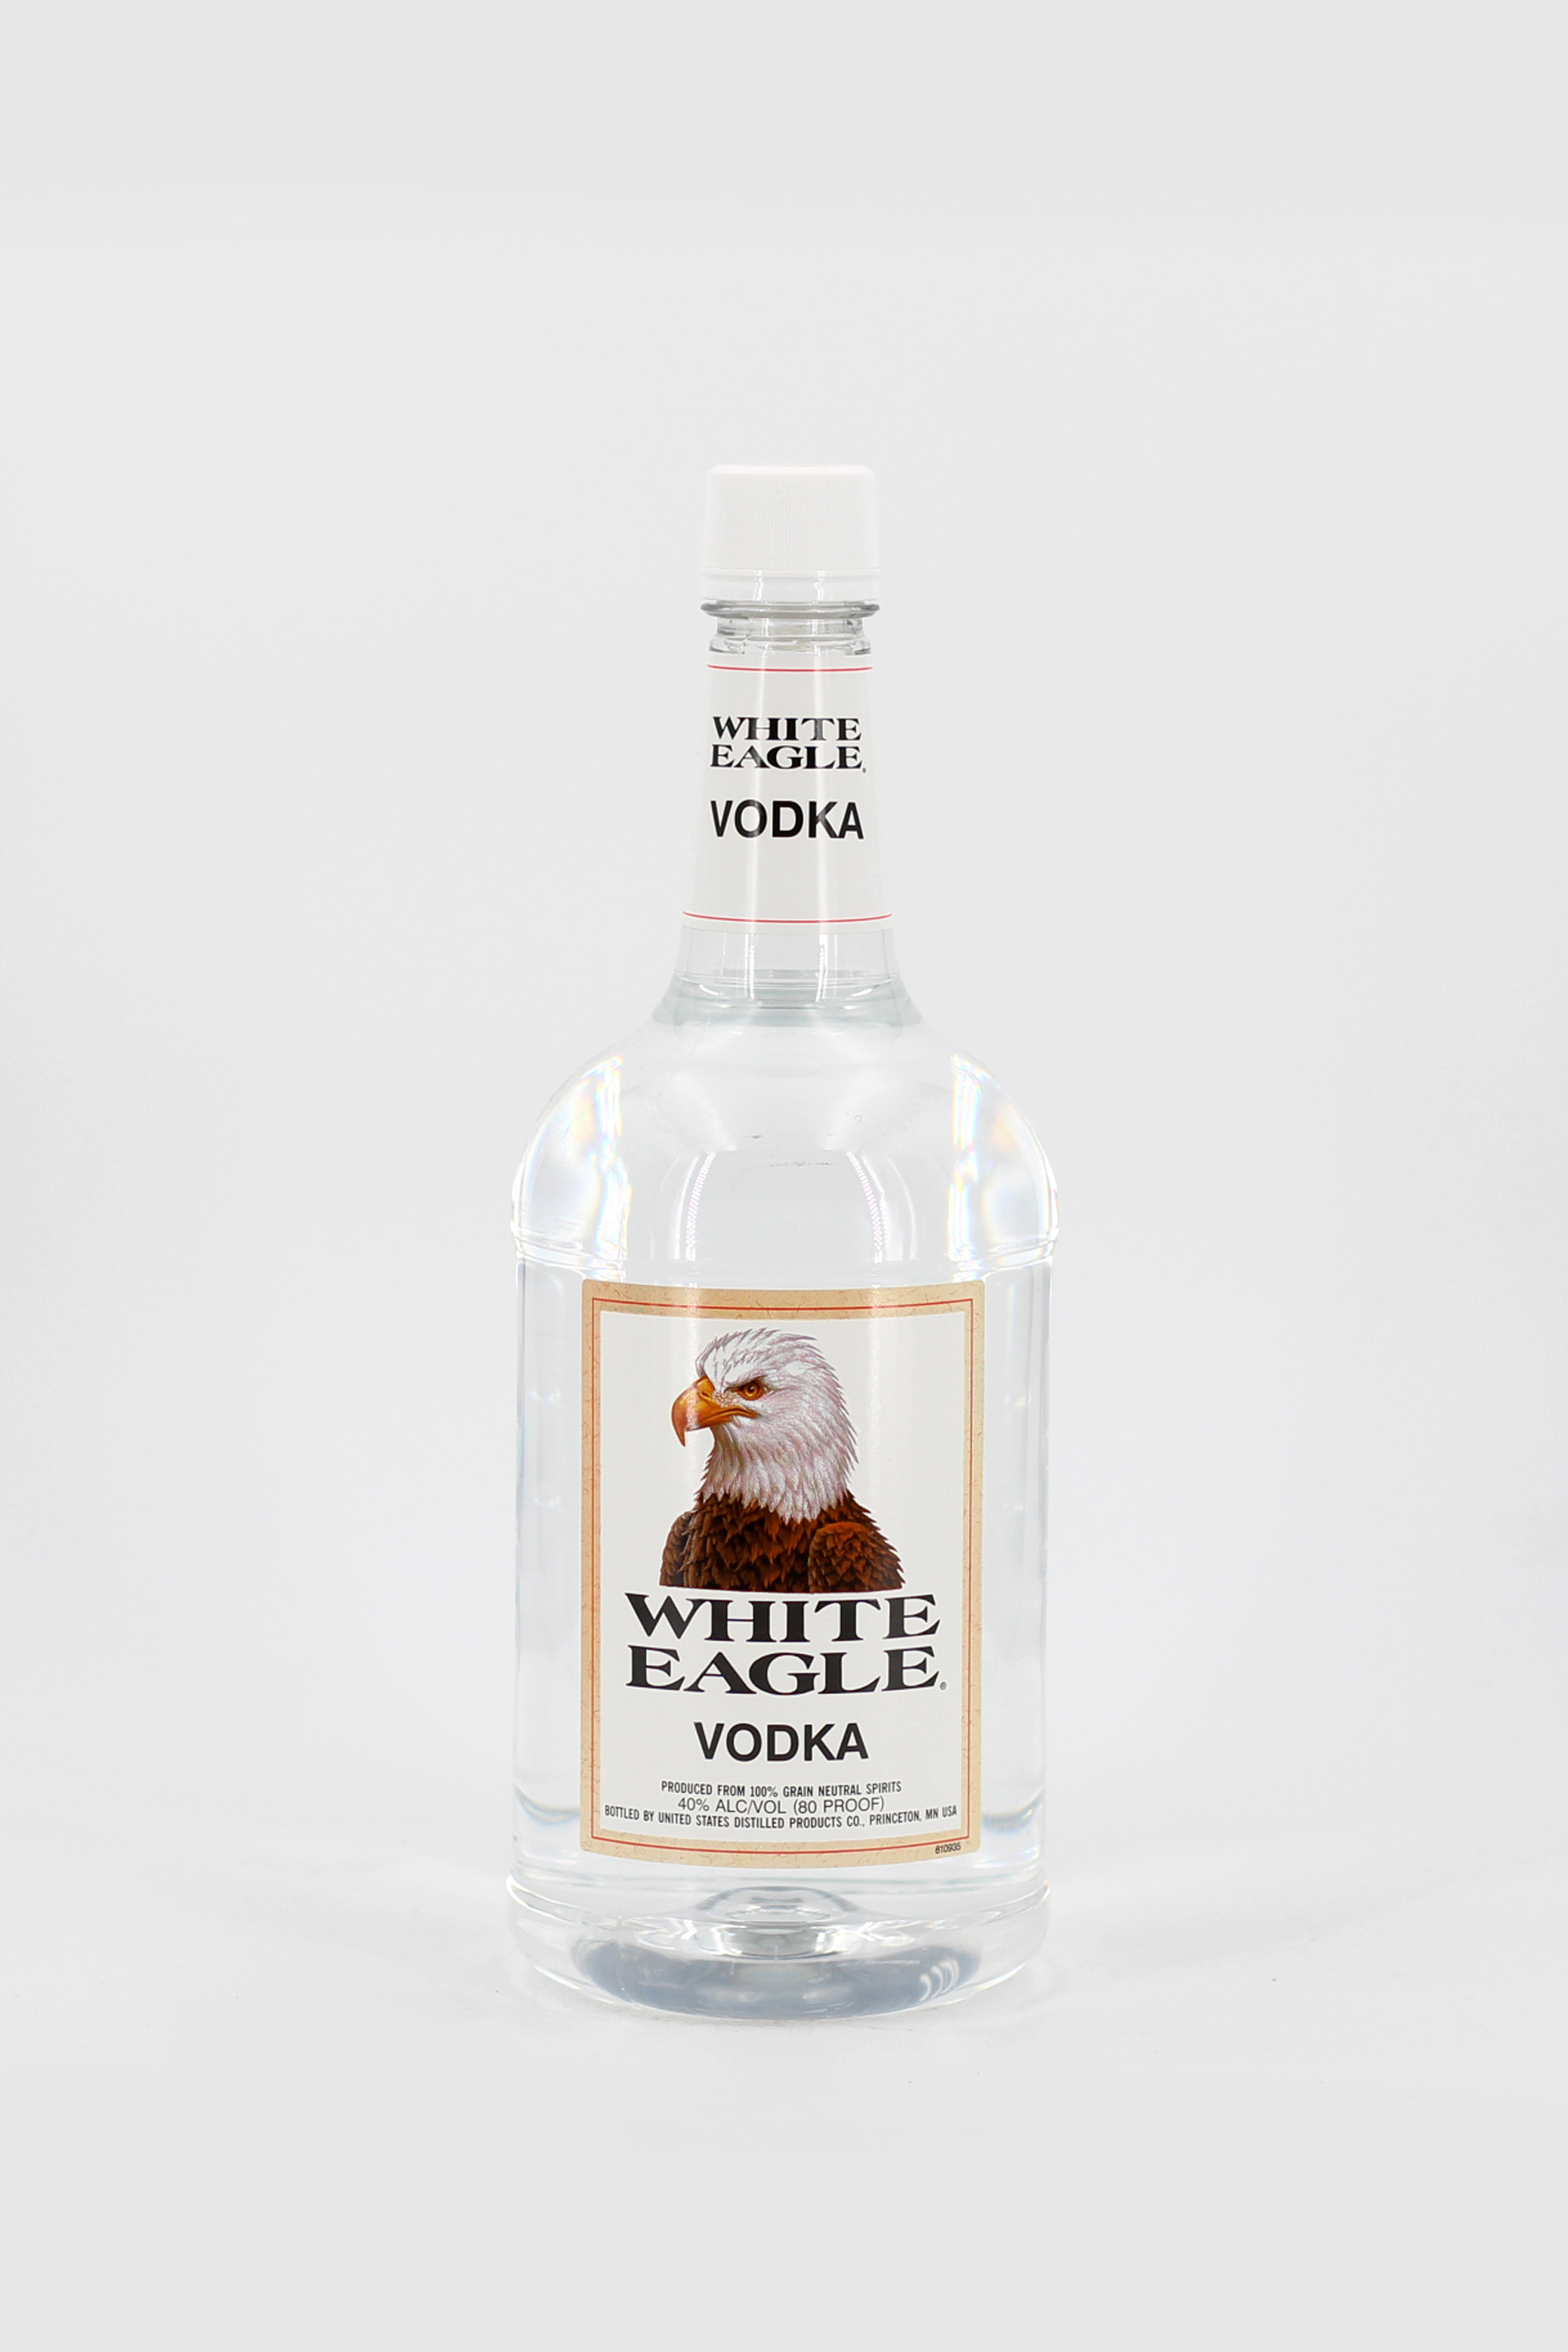 WHITE
EAGLE®
VODKA
WHITE
EAGLE®
VODKA
PRODUCED FROM 100% GRAIN NEUTRAL SPIRITS
40% ALC/VOL (80 PROOF)
BOTTLED BY UNITED STATES DISTILLED PRODUCTS CO., PRINCETON, MN USA
810935